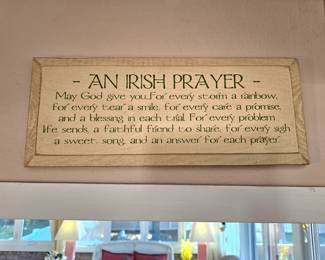 - AN IRISH PRAYER -
May God give you...For every storm a rainbow,
for every tear a smile, for every care a promise,
and a blessing in each trial. For every problem
life sends, a faithful friend to share, for every sigh
a sweet song, and an answer for each prayer.